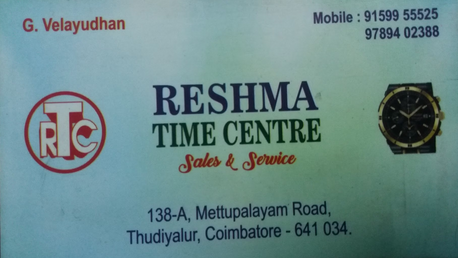 G. Velayudhan
Mobile : 91599 55525
97894 02388
RTC
RESHMA
TIME CENTRE
Sales & Service
138-A, Mettupalayam Road,
Thudiyalur, Coimbatore - 641 034.